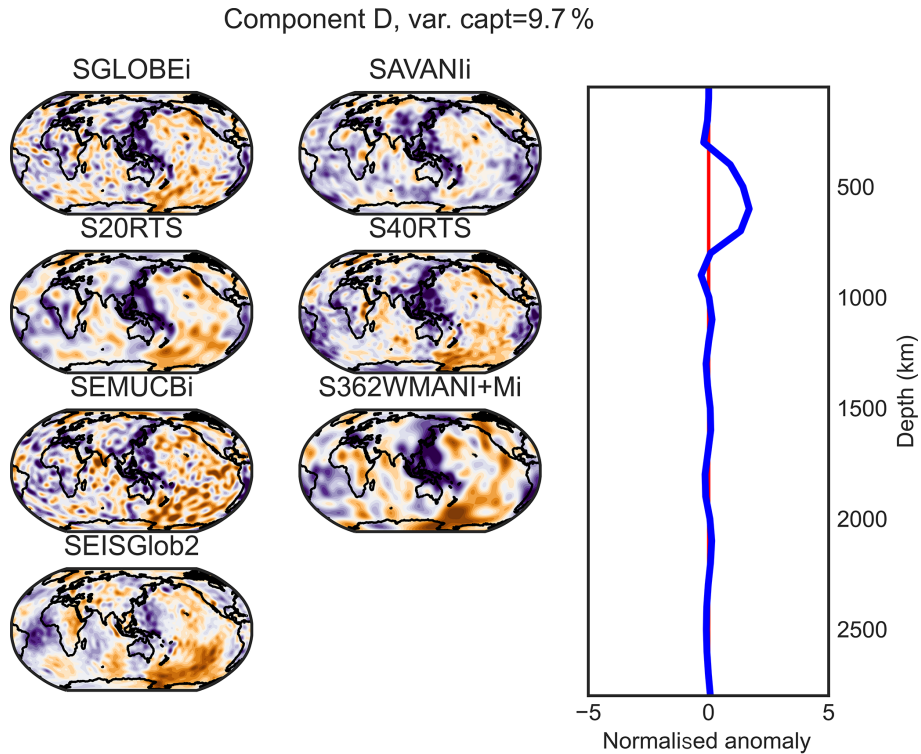 Component D, var. capt=9.7 %
SGLOBEi
SAVANIi
S20RTS
S40RTS
SEMUCBi
S362WMANI+Mi
SEISGlob2
500
1000
1500
2000
2500
Depth (km)
−5
0
5
Normalised anomaly